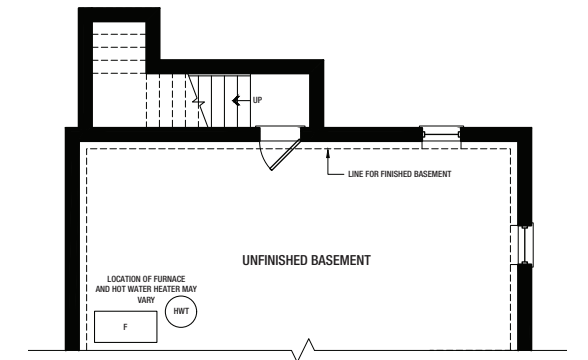 UP
LINE FOR FINISHED BASEMENT
UNFINISHED BASEMENT
LOCATION OF FURNACE
AND HOT WATER HEATER MAY
VARY
HWT
F